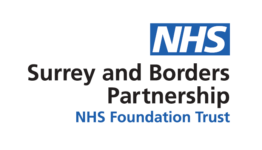 NHS
Surrey and Borders
Partnership
NHS Foundation Trust